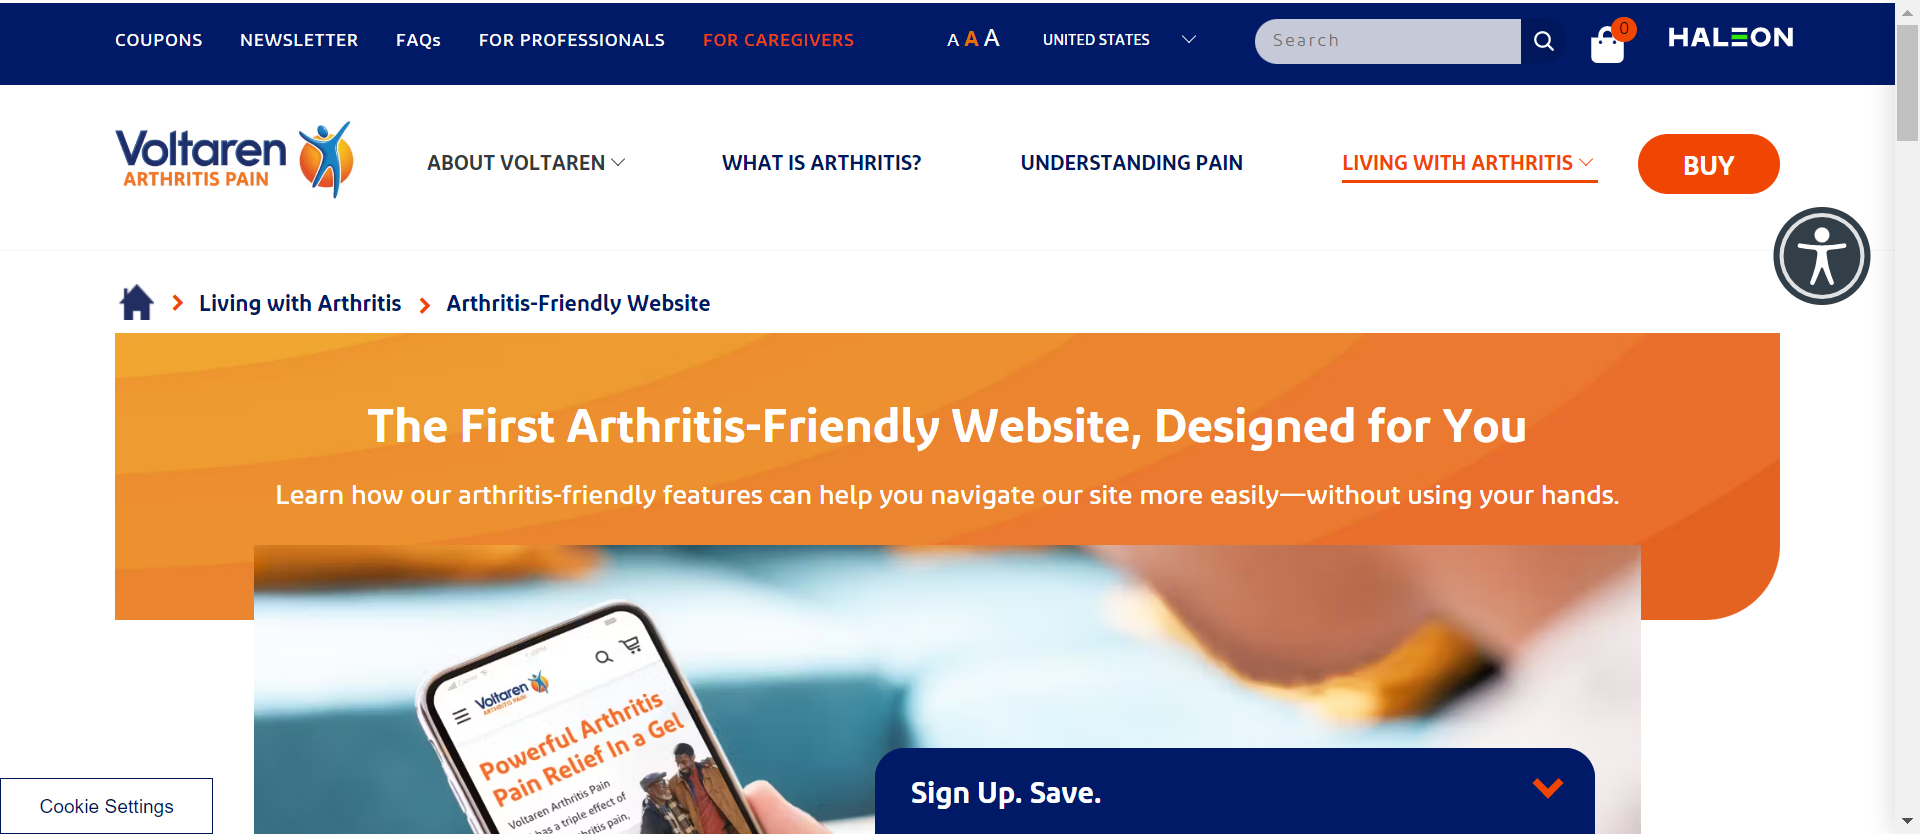 COUPONS NEWSLETTER FAQs FOR PROFESSIONALS FOR CAREGIVERS A A A UNITED STATES Search 0 HALEON
Voltaren
ARTHRITIS PAIN
ABOUT VOLTAREN WHAT IS ARTHRITIS? UNDERSTANDING PAIN LIVING WITH ARTHRITIS BUY
Living with Arthritis Arthritis-Friendly Website
The First Arthritis-Friendly Website, Designed for You
Learn how our arthritis-friendly features can help you navigate our site more easily—without using your hands.
Voltaren
ARTHRITIS PAIN
Powerful Arthritis
Pain Relief In a Gel
Voltaren Arthritis Pain
has a triple effect of
pain,
Sign Up. Save.
Cookie Settings